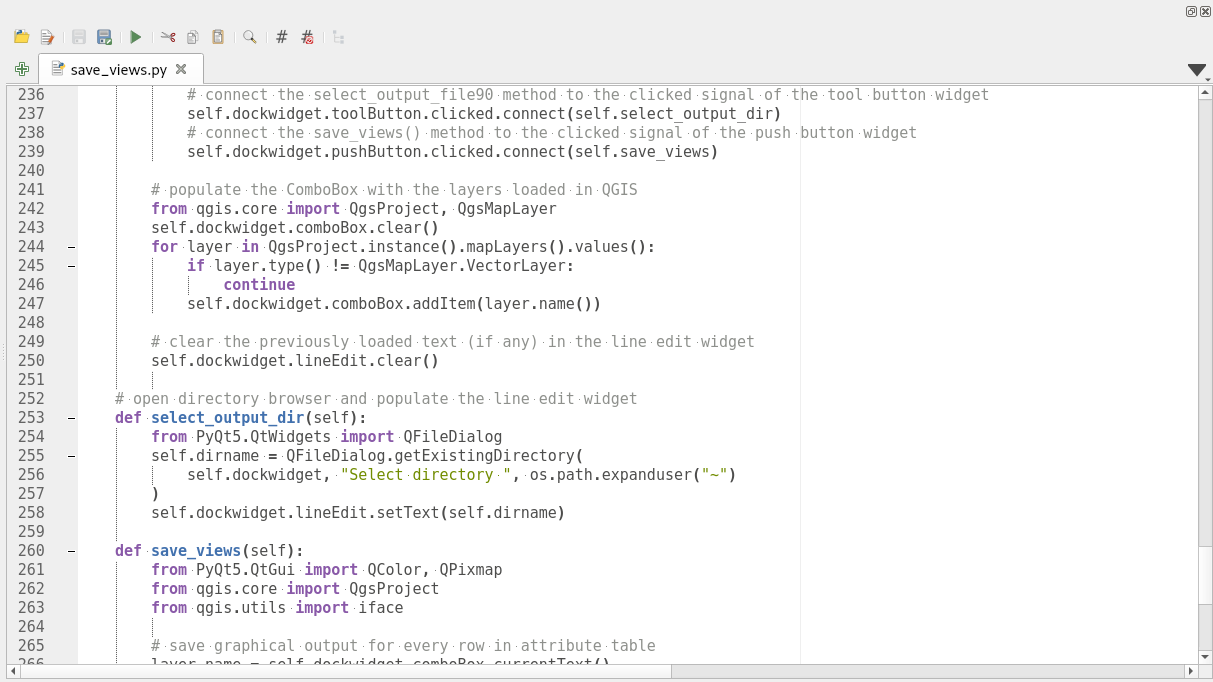 save_views.py
236 # connect the select_output_file90 method to the clicked signal of the tool button widget
237 self.dockwidget.toolButton.clicked.connect(self.select_output_dir)
238 # connect the save_views() method to the clicked signal of the push button widget
239 self.dockwidget.pushButton.clicked.connect(self.save_views)
240
241 # populate the ComboBox with the layers loaded in QGIS
242 from qgis.core import QgsProject, QgsMapLayer
243 self.dockwidget.comboBox.clear()
244 for layer in QgsProject.instance().mapLayers().values():
245 if layer.type() != QgsMapLayer.VectorLayer:
246 continue
247 self.dockwidget.comboBox.addItem(layer.name())
248
249 # clear the previously loaded text (if any) in the line edit widget
250 self.dockwidget.lineEdit.clear()
251
252 # open directory browser and populate the line edit widget
253 def select_output_dir(self):
254 from PyQt5.QtWidgets import QFileDialog
255 self.dirname = QFileDialog.getExistingDirectory(
256 self.dockwidget, "Select directory ", os.path.expanduser("~")
257 )
258 self.dockwidget.lineEdit.setText(self.dirname)
259
260 def save_views(self):
261 from PyQt5.QtGui import QColor, QPixmap
262 from qgis.core import QgsProject
263 from qgis.utils import iface
264
265 # save graphical output for every row in attribute table
266 layer_name = self.dockwidget.comboBox.currentText()